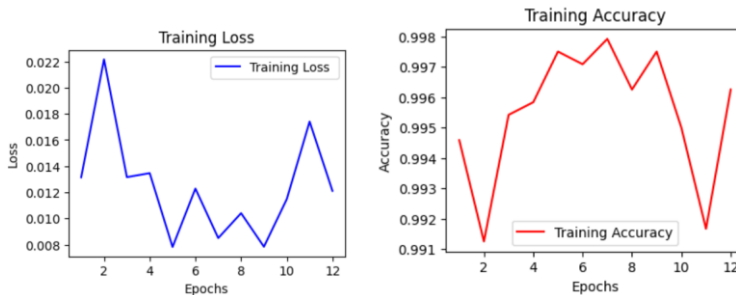 Training Loss
Training Loss
0.022
0.020
0.018
0.016
0.014
0.012
0.010
0.008
Loss
2 4 6 8 10 12
Epochs
Training Accuracy
0.998
0.997
0.996
0.995
0.994
0.993
0.992
0.991
Accuracy
Training Accuracy
2 4 6 8 10 12
Epochs